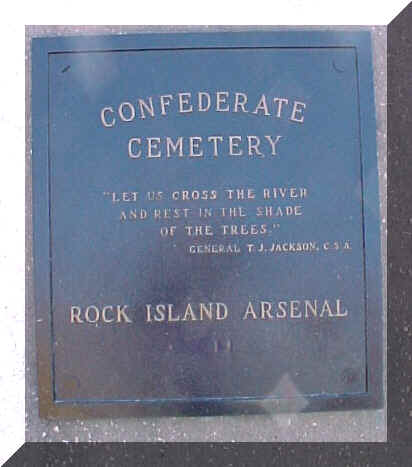 CONFEDERATE
CEMETERY
"LET US CROSS THE RIVER
AND REST IN THE SHADE
OF THE TREES."
GENERAL T. J. JACKSON, C.S.A.
ROCK ISLAND ARSENAL